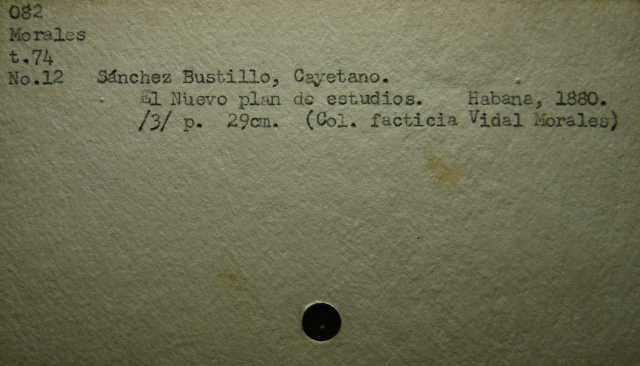 082
Morales
t.74
No.12 Sánchez Bustillo, Cayetano.
El Nuevo plan de estudios. Habana, 1880.
/3/ p. 29cm. (Col. facticia Vidal Morales)